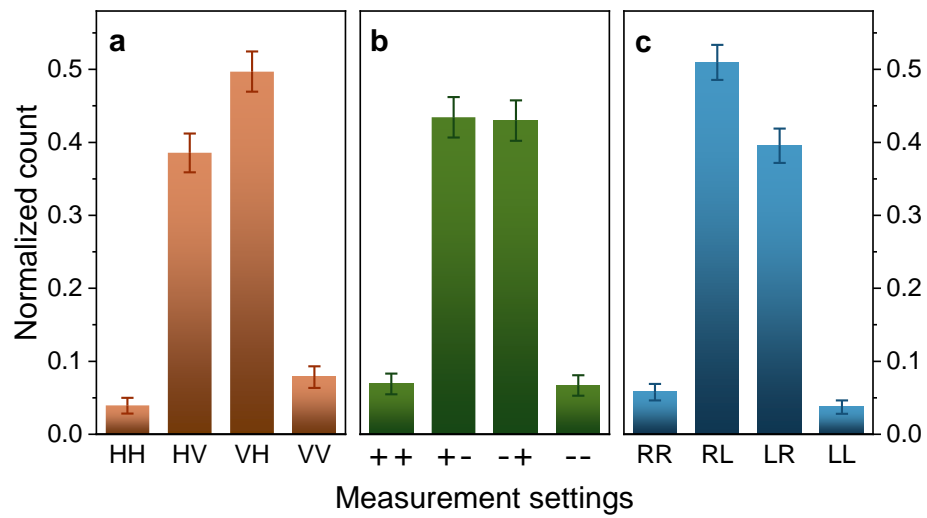 a
b
c
Normalized count
0.5
0.4
0.3
0.2
0.1
0.0
0.5
0.4
0.3
0.2
0.1
0.0
HH HV VH VV
++ +- -+ --
RR RL LR LL
Measurement settings